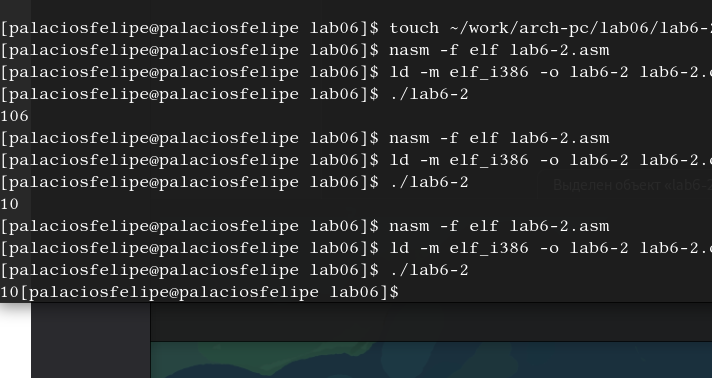 [palaciosfelipe@palaciosfelipe lab06]$ touch ~/work/arch-pc/lab06/lab6-2
[palaciosfelipe@palaciosfelipe lab06]$ nasm -f elf lab6-2.asm
[palaciosfelipe@palaciosfelipe lab06]$ ld -m elf_i386 -o lab6-2 lab6-2.o
[palaciosfelipe@palaciosfelipe lab06]$ ./lab6-2
106
[palaciosfelipe@palaciosfelipe lab06]$ nasm -f elf lab6-2.asm
[palaciosfelipe@palaciosfelipe lab06]$ ld -m elf_i386 -o lab6-2 lab6-2.o
[palaciosfelipe@palaciosfelipe lab06]$ ./lab6-2
Выделен объект «lab6-2
10
[palaciosfelipe@palaciosfelipe lab06]$ nasm -f elf lab6-2.asm
[palaciosfelipe@palaciosfelipe lab06]$ ld -m elf_i386 -o lab6-2 lab6-2.o
[palaciosfelipe@palaciosfelipe lab06]$ ./lab6-2
10[palaciosfelipe@palaciosfelipe lab06]$